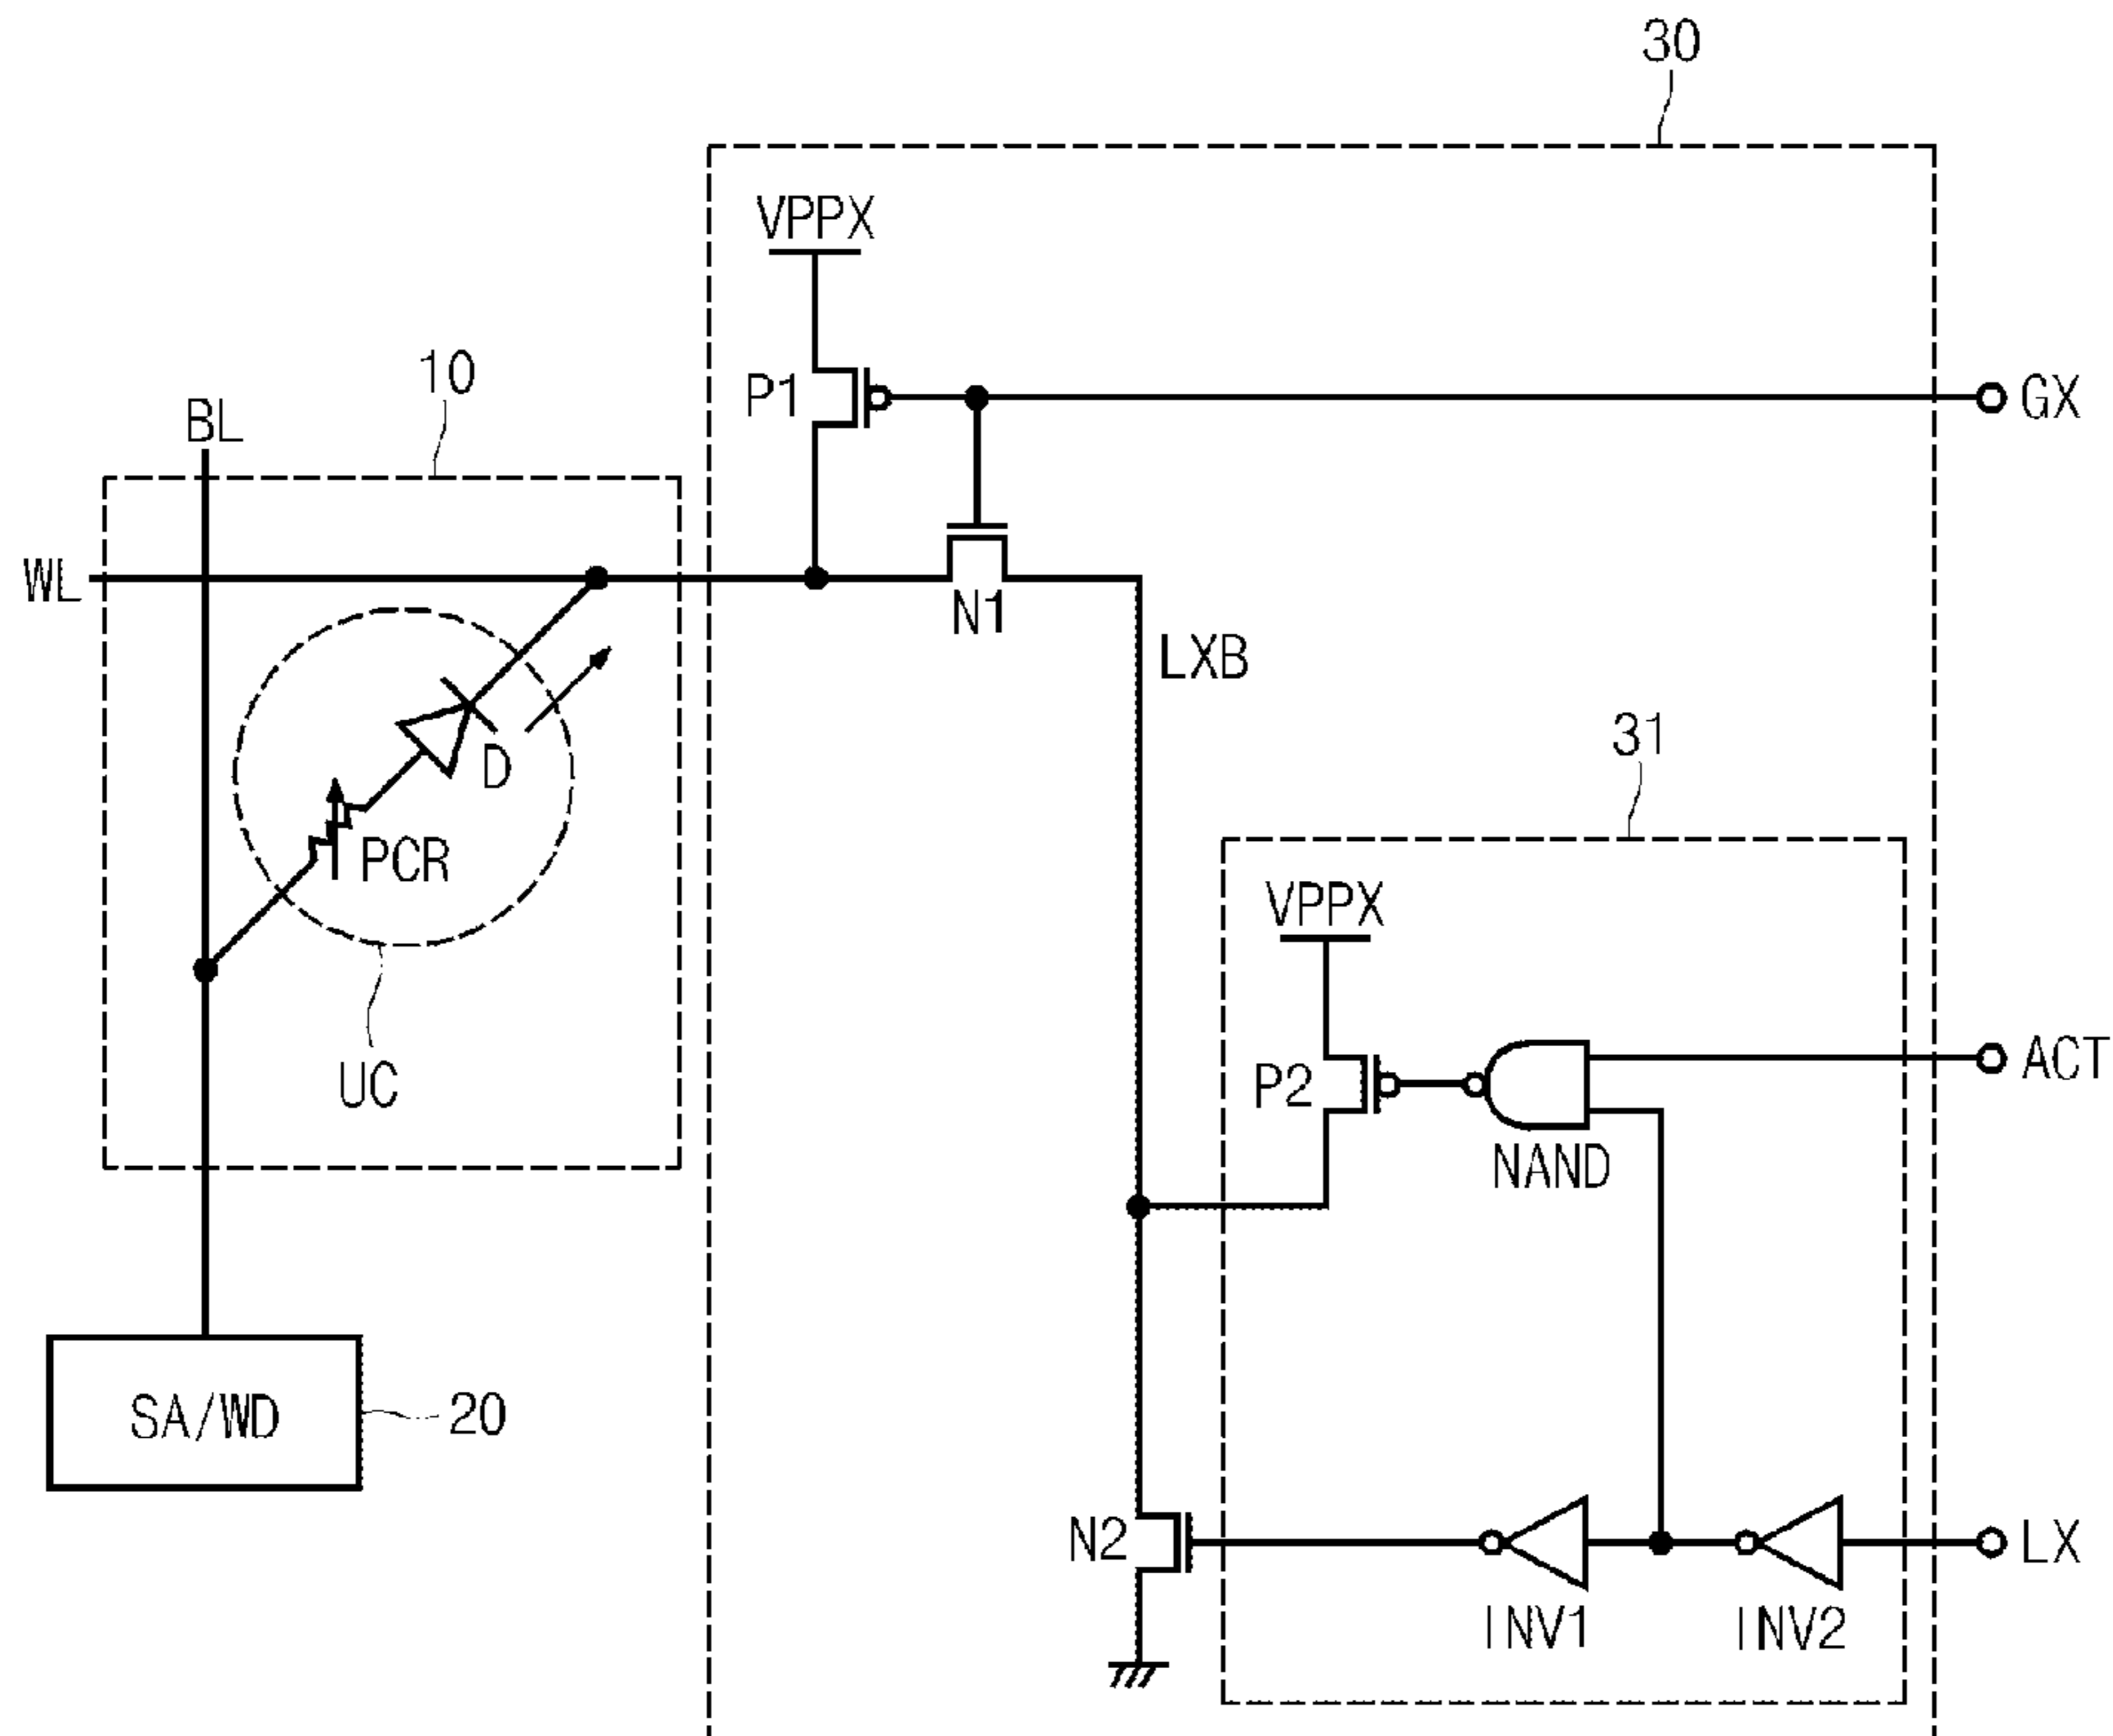 30
VPPX
10
P1
GX
BL
WL
N1
LXB
31
D
PCR
VPPX
UC
P2
ACT
NAND
SA/WD
20
N2
LX
INV1
INV2